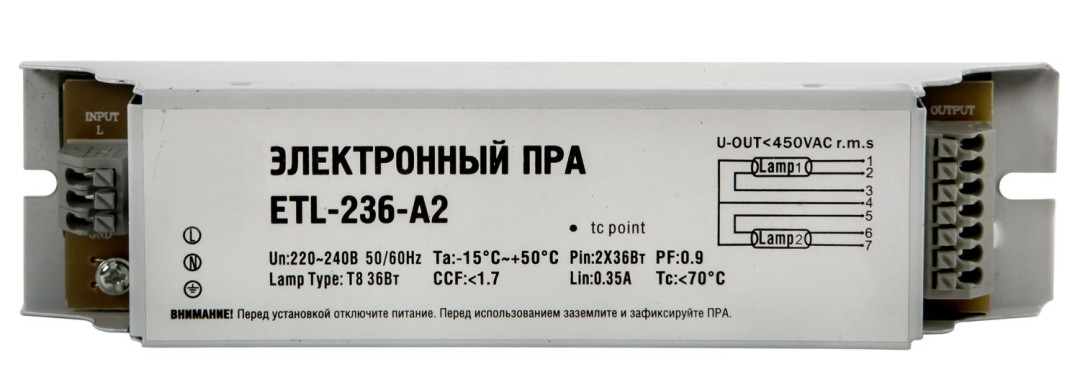 INPUT
L
GND
ЭЛЕКТРОННЫЙ ПРА
ETL-236-A2
• tc point
L
N
Un:220~240В 50/60Hz Ta:-15°C~+50°C Pin:2X36Вт PF:0.9
Lamp Type: T8 36Вт CCF:<1.7 Lin:0.35A Tc:<70°C
ВНИМАНИЕ! Перед установкой отключите питание. Перед использованием заземлите и зафиксируйте ПРА.
U-OUT<450VAC r.m.s
Lamp1
1
2
3
4
5
6
7
Lamp2
OUTPUT